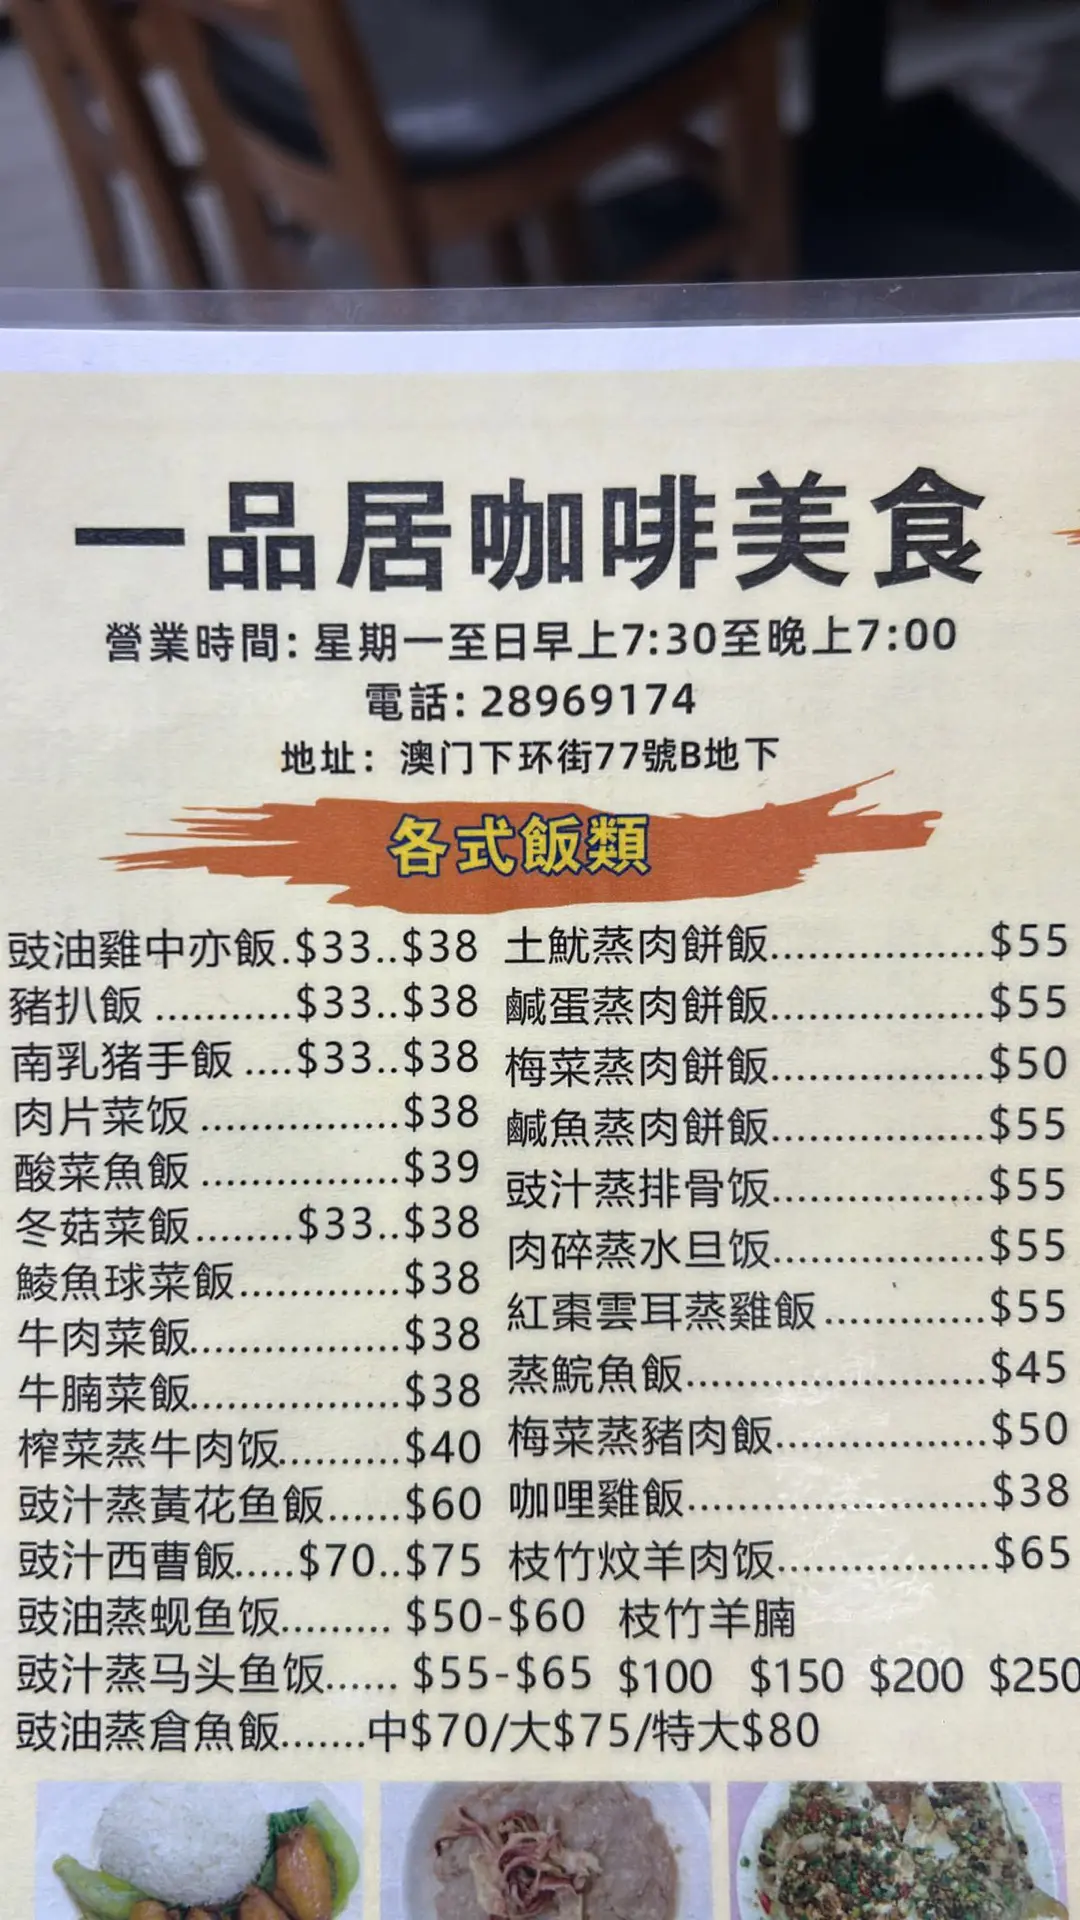 一品居咖啡美食
營業時間: 星期一至日早上7:30至晚上7:00
電話: 28969174
地址: 澳门下环街77號B地下
各式飯類
豉油雞中亦飯.$33..$38
豬扒飯...........$33..$38
南乳猪手飯....$33..$38
肉片菜饭................$38
酸菜魚飯................$39
冬菇菜飯........$33..$38
鯪魚球菜飯.............$38
牛肉菜飯.................$38
牛腩菜飯.................$38
榨菜蒸牛肉饭..........$40
豉汁蒸黃花鱼飯......$60
豉汁西曹飯.....$70..$75
豉油蒸蚬鱼饭......... $50-$60
豉汁蒸马头鱼饭...... $55-$65
豉油蒸倉魚飯.......中$70/大$75/特大$80
土魷蒸肉餅飯.................$55
鹹蛋蒸肉餅飯.................$55
梅菜蒸肉餅飯.................$50
鹹魚蒸肉餅飯.................$55
豉汁蒸排骨饭.................$55
肉碎蒸水旦饭.................$55
紅棗雲耳蒸雞飯.............$55
蒸鯇魚飯........................$45
梅菜蒸豬肉飯.................$50
咖哩雞飯........................$38
枝竹炆羊肉饭.................$65
枝竹羊腩
$100 $150 $200 $250